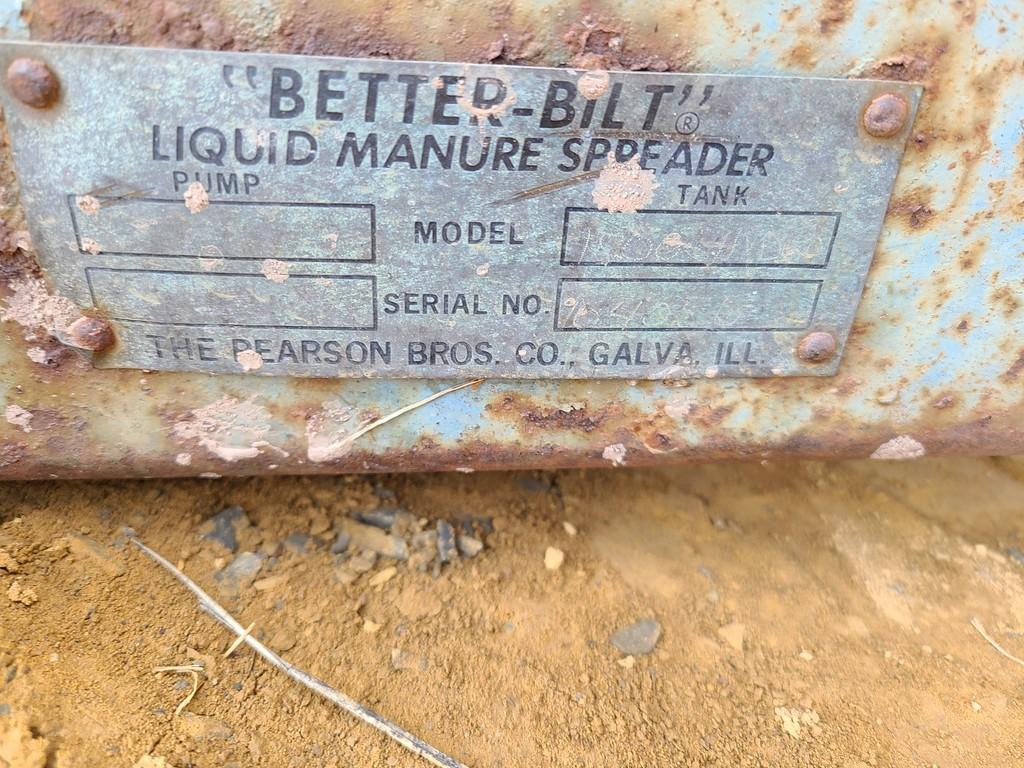 "BETTER-BILT"®
LIQUID MANURE SPREADER
PUMP TANK
MODEL
SERIAL NO.
THE PEARSON BROS. CO., GALVA, ILL.